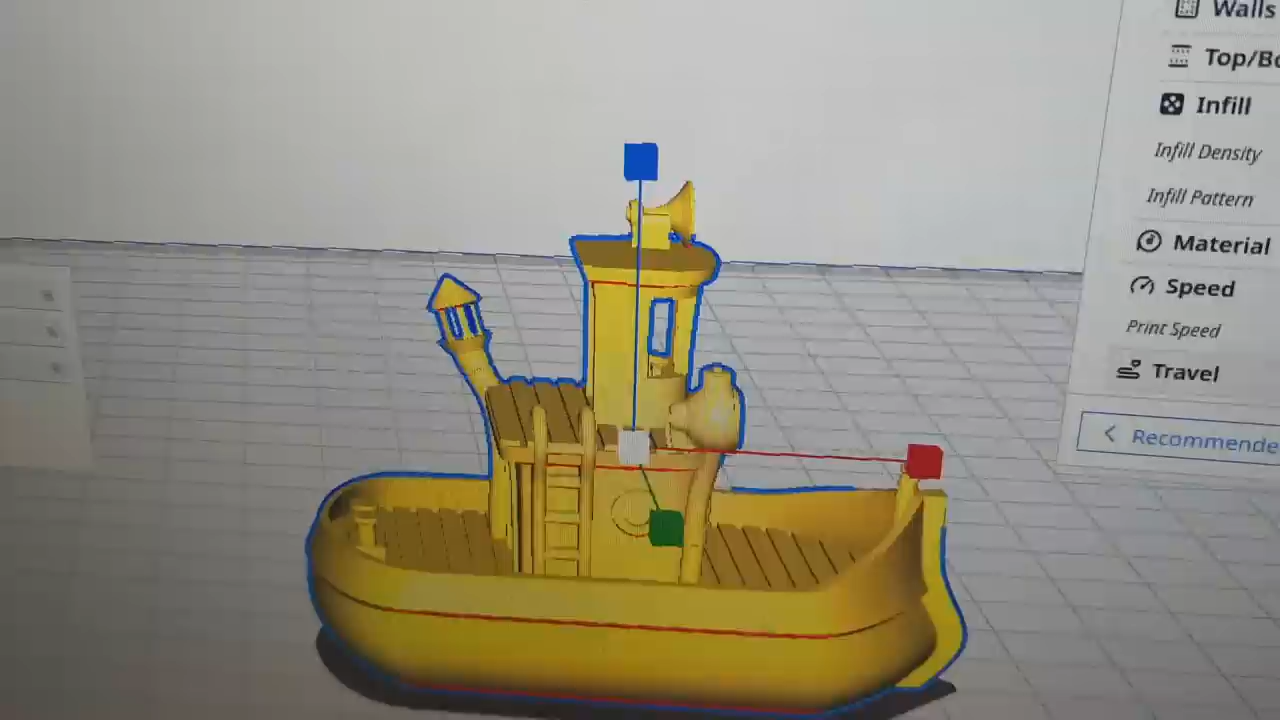 Walls
Infill
Infill Density
Infill Pattern
Material
Speed
Print Speed
Travel